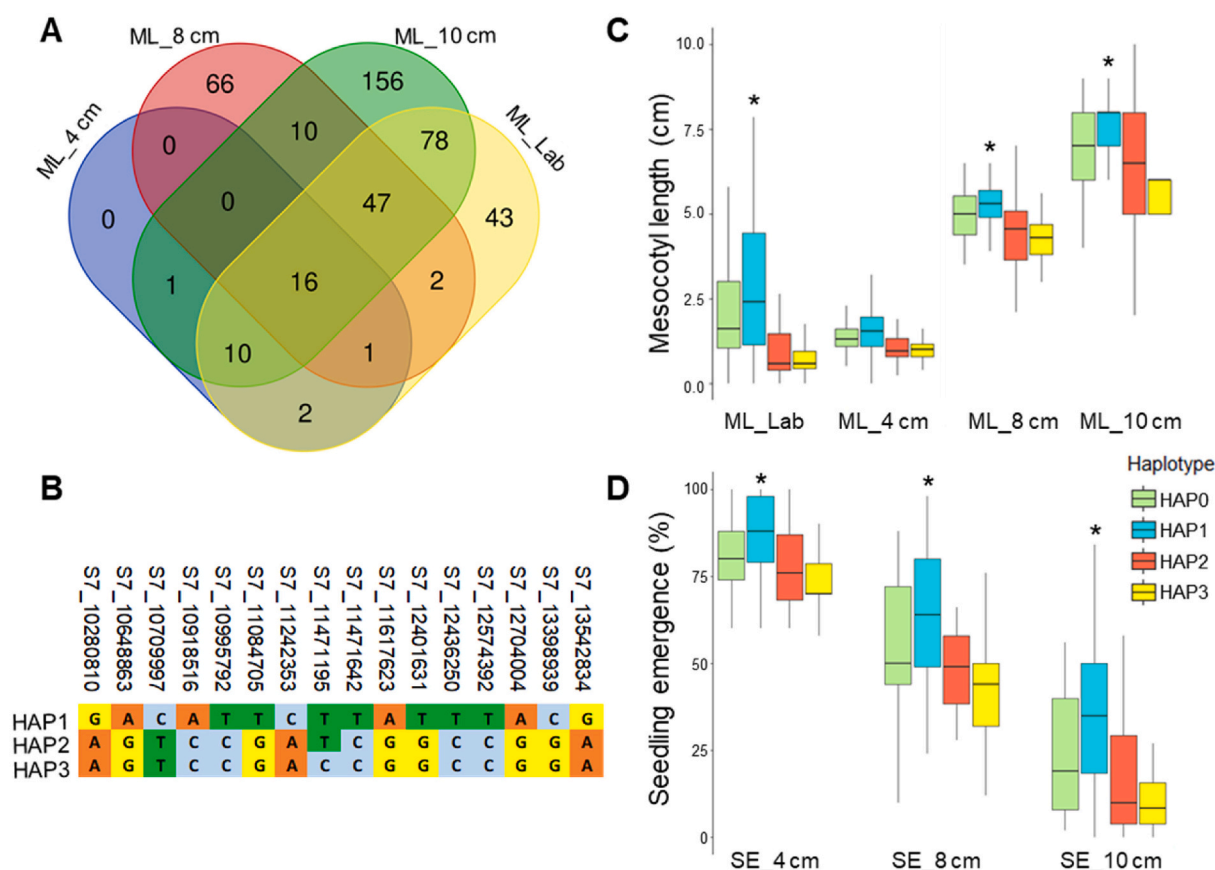 A
ML_8 cm
ML_10 cm
ML_4 cm
ML_Lab
66
156
0
10
78
0
0
47
43
1
16
2
10
1
2
B
S7_10280810
S7_10648863
S7_10709997
S7_10918516
S7_10995792
S7_11084705
S7_11242353
S7_11471195
S7_11471642
S7_11617623
S7_12401631
S7_12436250
S7_12574392
S7_12704004
S7_13398939
S7_13542834
HAP1 G A C A T T C T T A T T T A C G
HAP2 A G T C C G A T C G G C C G G A
HAP3 A G T C C G A C C G G C C G G A
C
Mesocotyl length (cm)
10.0
7.5
5.0
2.5
0.0
*
*
*
ML_Lab
ML_4 cm
ML_8 cm
ML_10 cm
D
Seedling emergence (%)
100
75
50
25
0
*
*
*
SE_4 cm
SE_8 cm
SE_10 cm
Haplotype
HAP0
HAP1
HAP2
HAP3